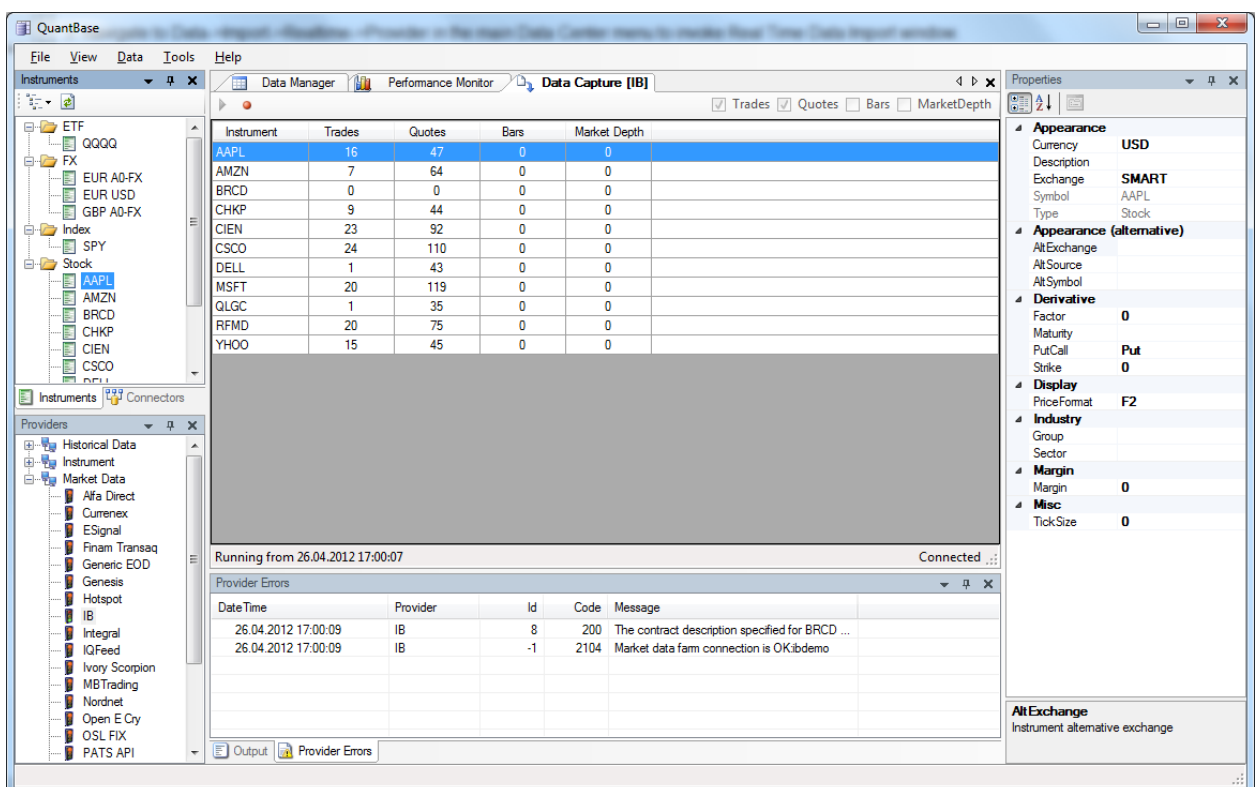 QuantBase
File View Data Tools Help
Instruments
ETF
QQQQ
FX
EUR A0-FX
EUR USD
GBP A0-FX
Index
SPY
Stock
AAPL
AMZN
BRCD
CHKP
CIEN
CSCO
DELL
Instruments Connectors
Providers
Historical Data
Instrument
Market Data
Alfa Direct
Currenex
ESignal
Finam Transaq
Generic EOD
Genesis
Hotspot
IB
Integral
IQFeed
Ivory Scorpion
MBTrading
Nordnet
Open E Cry
OSL FIX
PATS API
Data Manager Performance Monitor Data Capture [IB]
Trades Quotes Bars MarketDepth
Instrument Trades Quotes Bars Market Depth
AAPL 16 47 0 0
AMZN 7 64 0 0
BRCD 0 0 0 0
CHKP 9 44 0 0
CIEN 23 92 0 0
CSCO 24 110 0 0
DELL 1 43 0 0
MSFT 20 119 0 0
QLGC 1 35 0 0
RFMD 20 75 0 0
YHOO 15 45 0 0
Running from 26.04.2012 17:00:07 Connected
Provider Errors
DateTime Provider Id Code Message
26.04.2012 17:00:09 IB 8 200 The contract description specified for BRCD ...
26.04.2012 17:00:09 IB -1 2104 Market data farm connection is OK:ibdemo
Output Provider Errors
Properties
Appearance
Currency USD
Description
Exchange SMART
Symbol AAPL
Type Stock
Appearance (alternative)
AltExchange
AltSource
AltSymbol
Derivative
Factor 0
Maturity
PutCall Put
Strike 0
Display
PriceFormat F2
Industry
Group
Sector
Margin
Margin 0
Misc
TickSize 0
AltExchange
Instrument alternative exchange